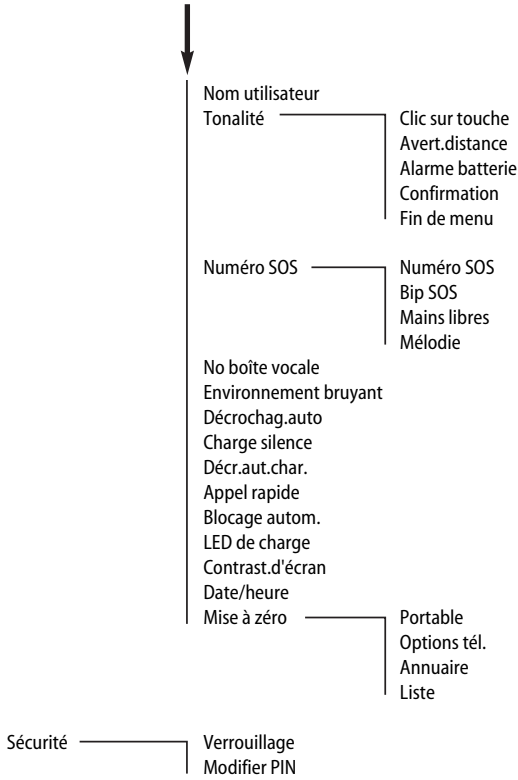 Nom utilisateur
Tonalité
Clic sur touche
Avert.distance
Alarme batterie
Confirmation
Fin de menu
Numéro SOS
Numéro SOS
Bip SOS
Mains libres
Mélodie
No boîte vocale
Environnement bruyant
Décrochag.auto
Charge silence
Décr.aut.char.
Appel rapide
Blocage autom.
LED de charge
Contrast.d'écran
Date/heure
Mise à zéro
Portable
Options tél.
Annuaire
Liste
Sécurité
Verrouillage
Modifier PIN